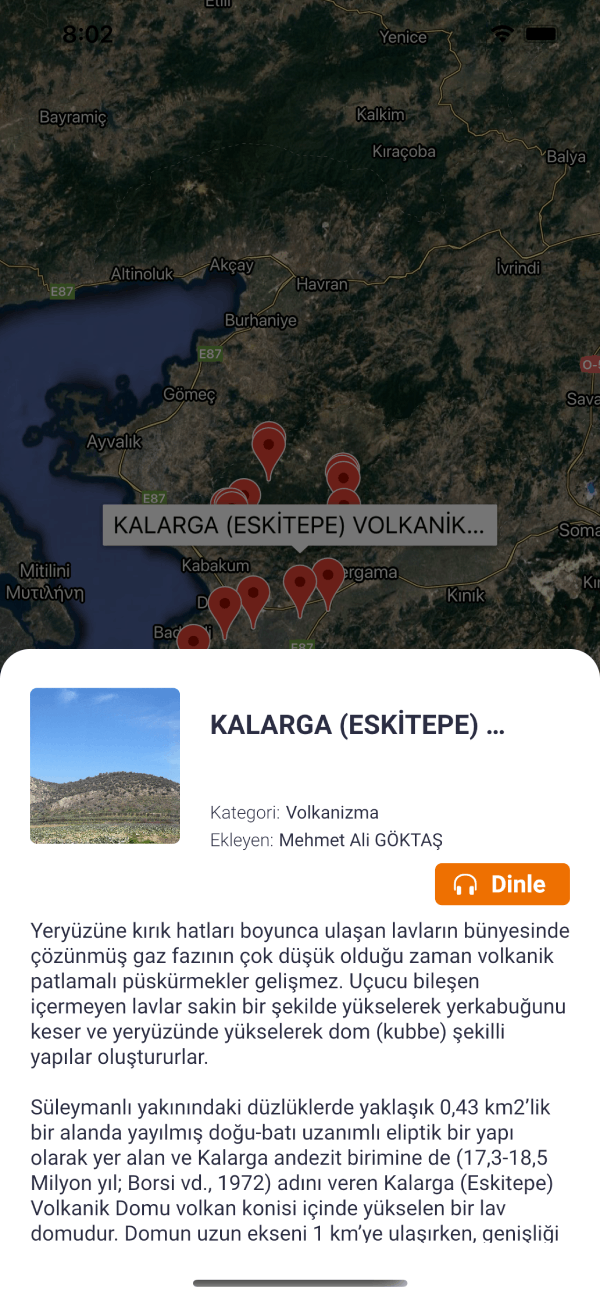 Etili
8:02
Yenice
Bayramiç
Kalkim
Kıraçoba
Balya
Altinoluk
Akçay
İvrindi
Havran
E87
Burhaniye
E87
Gömeç
Sava
Ayvalık
E87
KALARGA (ESKİTEPE) VOLKANİK...
Soma
Mitilini
Μυτιλήνη
Kabakum
ergama
Kınık
E87
KALARGA (ESKİTEPE) ...
Kategori: Volkanizma
Ekleyen: Mehmet Ali GÖKTAŞ
Dinle
Yeryüzüne kırık hatları boyunca ulaşan lavların bünyesinde
çözünmüş gaz fazının çok düşük olduğu zaman volkanik
patlamalı püskürmekler gelişmez. Uçucu bileşen
içermeyen lavlar sakin bir şekilde yükselerek yerkabuğunu
keser ve yeryüzünde yükselerek dom (kubbe) şekilli
yapılar oluştururlar.
Süleymanlı yakınındaki düzlüklerde yaklaşık 0,43 km2’lik
bir alanda yayılmış doğu-batı uzanımlı eliptik bir yapı
olarak yer alan ve Kalarga andezit birimine de (17,3-18,5
Milyon yıl; Borsi vd., 1972) adını veren Kalarga (Eskitepe)
Volkanik Domu volkan konisi içinde yükselen bir lav
domudur. Domun uzun ekseni 1 km’ye ulaşırken, genişliği